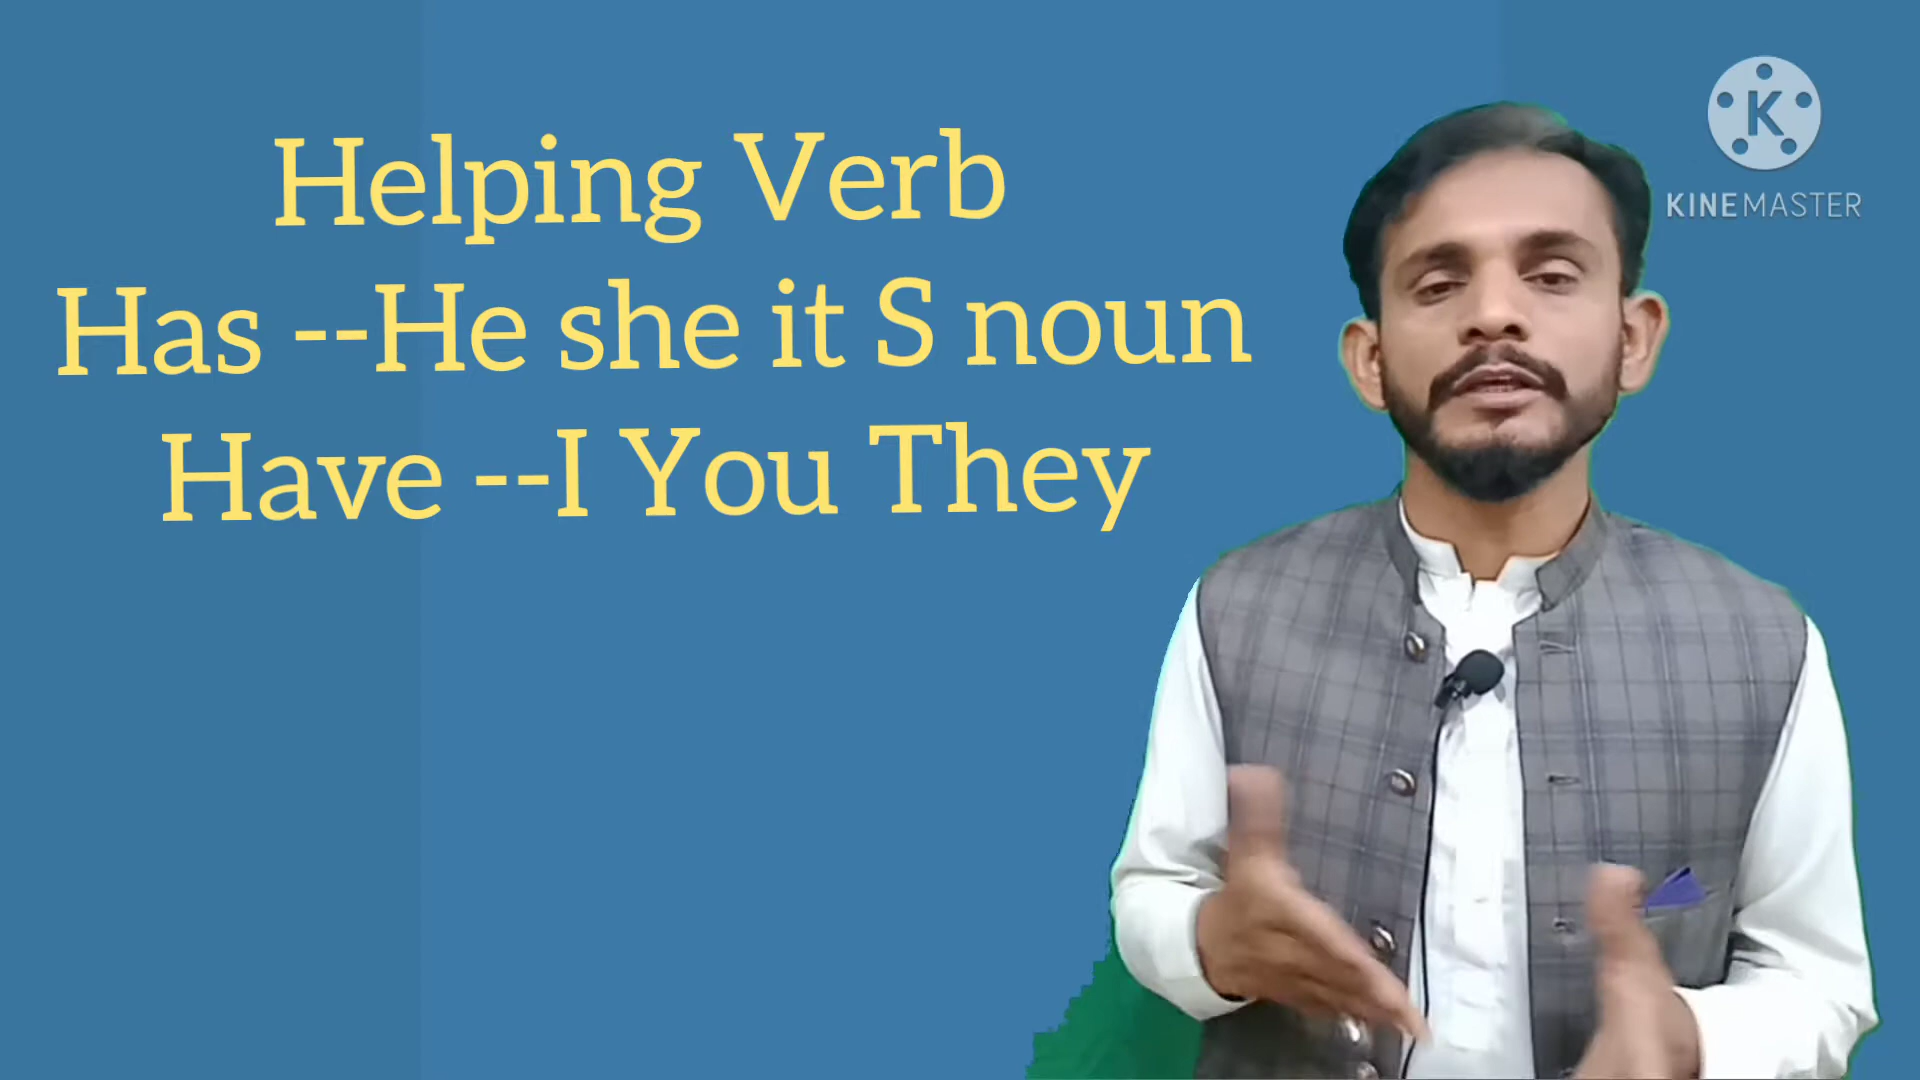 Helping Verb
Has --He she it S noun
Have --I You They
K
KINEMASTER